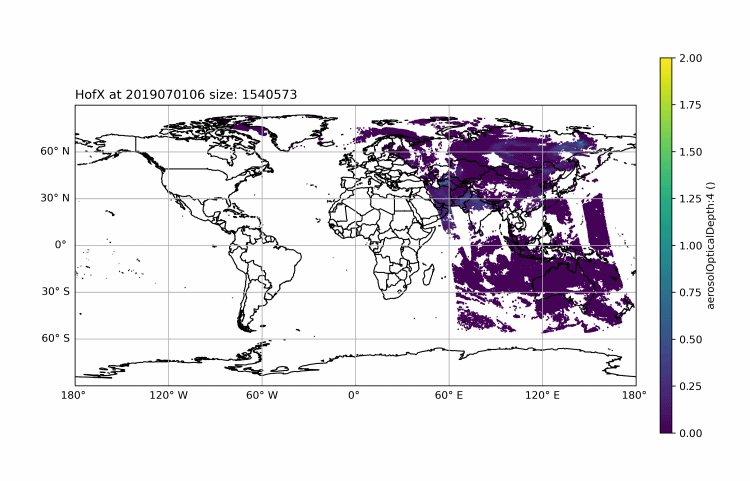 HofX at 2019070106 size: 1540573
60° N
30° N
0°
30° S
60° S
180°
120° W
60° W
0°
60° E
120° E
180°
2.00
1.75
1.50
1.25
1.00
0.75
0.50
0.25
0.00
aerosolOpticalDepth:4 ()